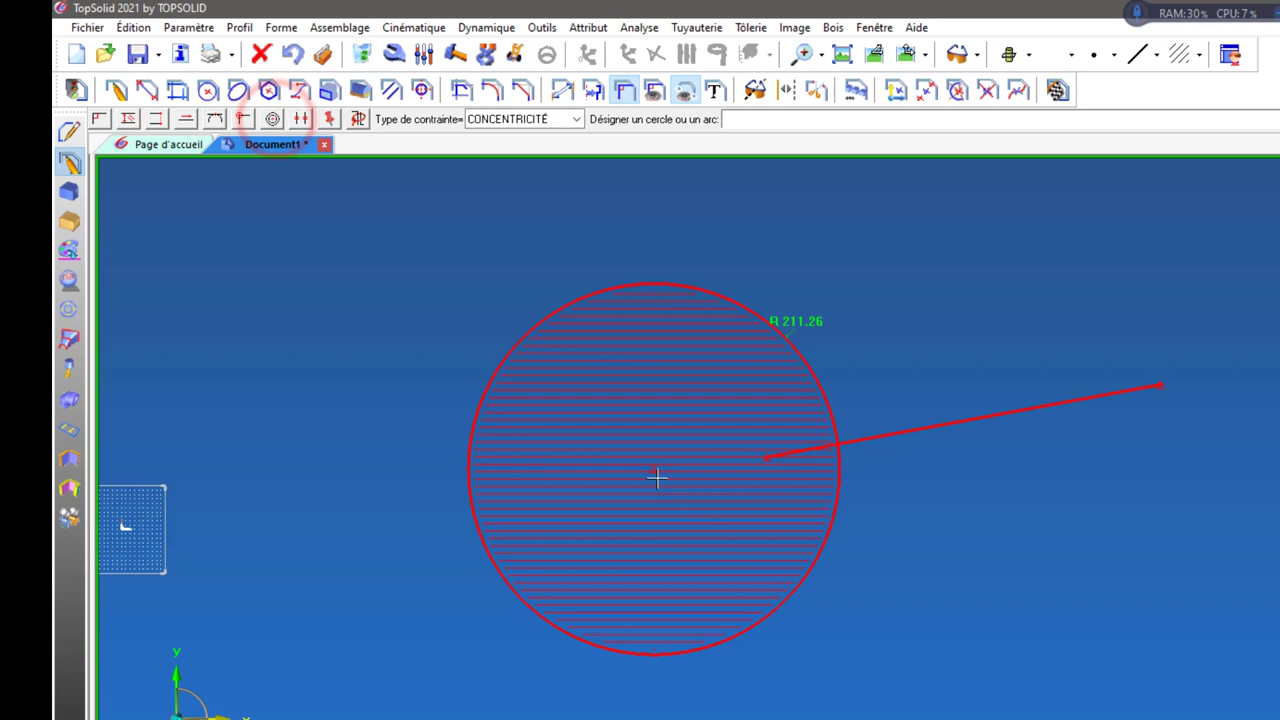 TopSolid 2021 by TOPSOLID
RAM:30% CPU:7%
Fichier Édition Paramètre Profil Forme Assemblage Cinématique Dynamique Outils Attribut Analyse Tuyauterie Tôlerie Image Bois Fenêtre Aide
Type de contrainte= CONCENTRICITÉ Désigner un cercle ou un arc:
Page d'accueil Document1 * x
R 211.26
y
x